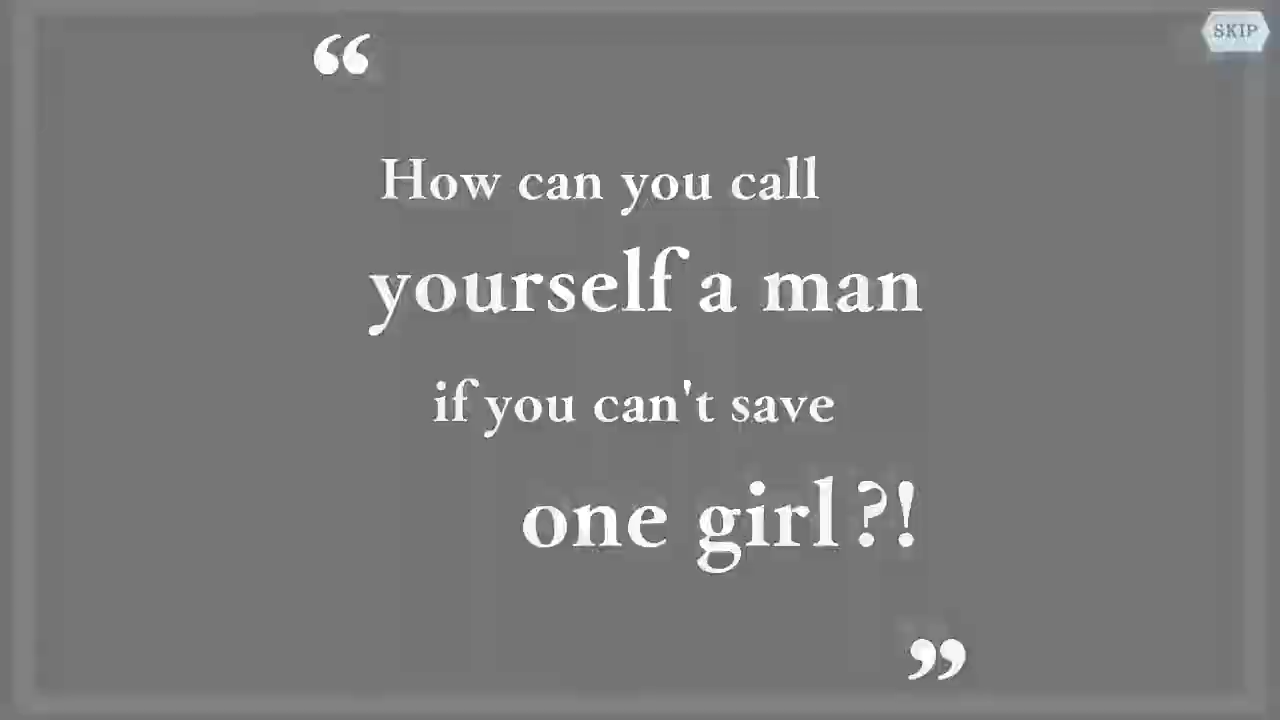 SKIP
“
How can you call
yourself a man
if you can't save
one girl?!
”